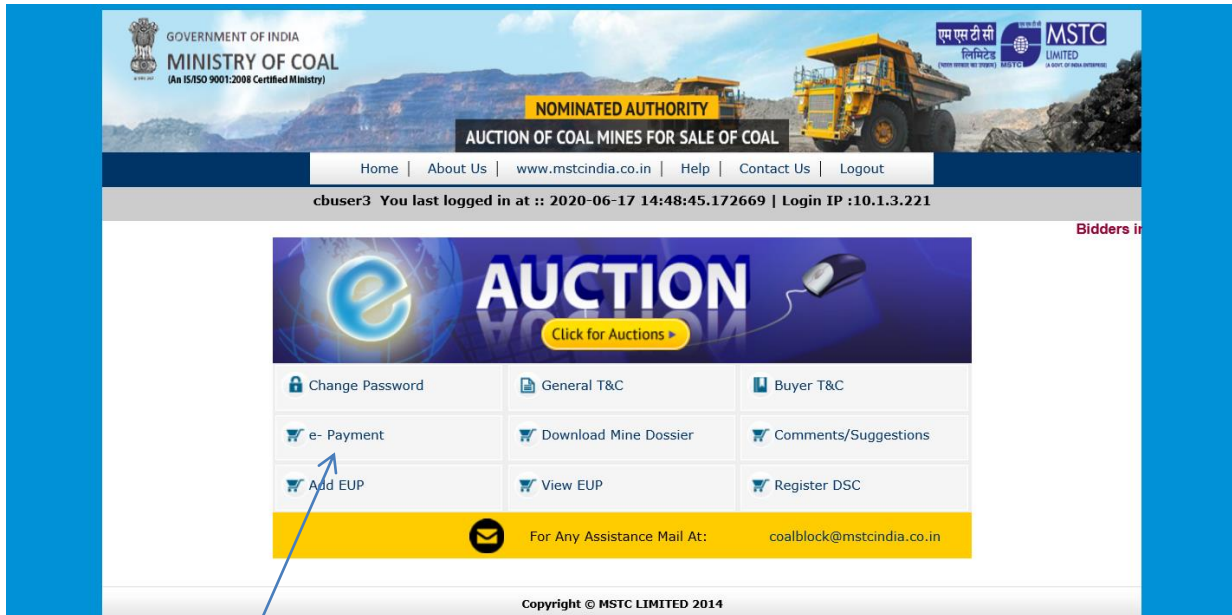 GOVERNMENT OF INDIA
MINISTRY OF COAL
(An IS/ISO 9001:2008 Certified Ministry)
एम एस टी सी
लिमिटेड
MSTC
MSTC
LIMITED
NOMINATED AUTHORITY
AUCTION OF COAL MINES FOR SALE OF COAL
Home | About Us | www.mstcindia.co.in | Help | Contact Us | Logout
cbuser3 You last logged in at :: 2020-06-17 14:48:45.172669 | Login IP :10.1.3.221
Bidders in
e AUCTION
Click for Auctions
Change Password
General T&C
Buyer T&C
e- Payment
Download Mine Dossier
Comments/Suggestions
Add EUP
View EUP
Register DSC
For Any Assistance Mail At: coalblock@mstcindia.co.in
Copyright © MSTC LIMITED 2014